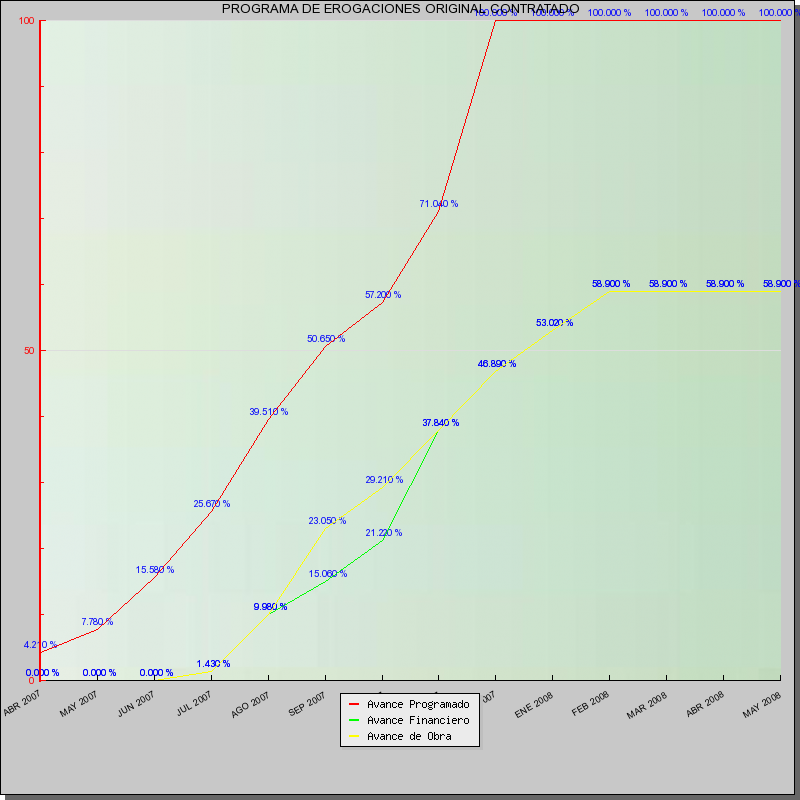 PROGRAMA DE EROGACIONES ORIGINAL CONTRATADO
100
100.000 %
100.000 %
100.000 %
100.000 %
100.000 %
100.000 %
71.040 %
57.200 %
58.900 %
58.900 %
58.900 %
58.900 %
53.020 %
50.650 %
50
46.890 %
39.510 %
37.840 %
29.210 %
25.670 %
23.050 %
21.220 %
15.580 %
15.060 %
9.980 %
7.780 %
4.210 %
1.430 %
0.000 %
0.000 %
0.000 %
0
ABR 2007
MAY 2007
JUN 2007
JUL 2007
AGO 2007
SEP 2007
007
ENE 2008
FEB 2008
MAR 2008
ABR 2008
MAY 2008
Avance Programado
Avance Financiero
Avance de Obra